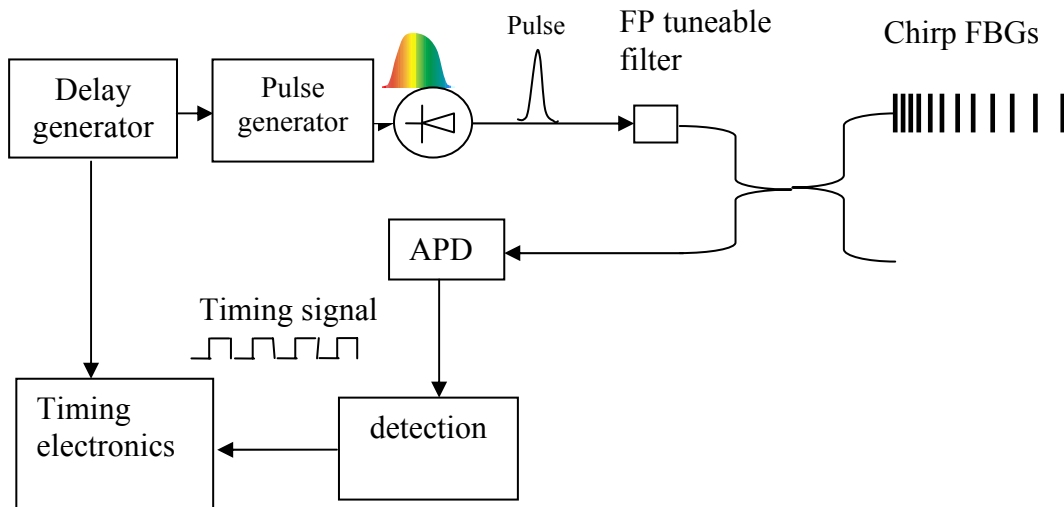 Delay
generator
Pulse
generator
Pulse
FP tuneable
filter
Chirp FBGs
APD
Timing signal
Timing
electronics
detection